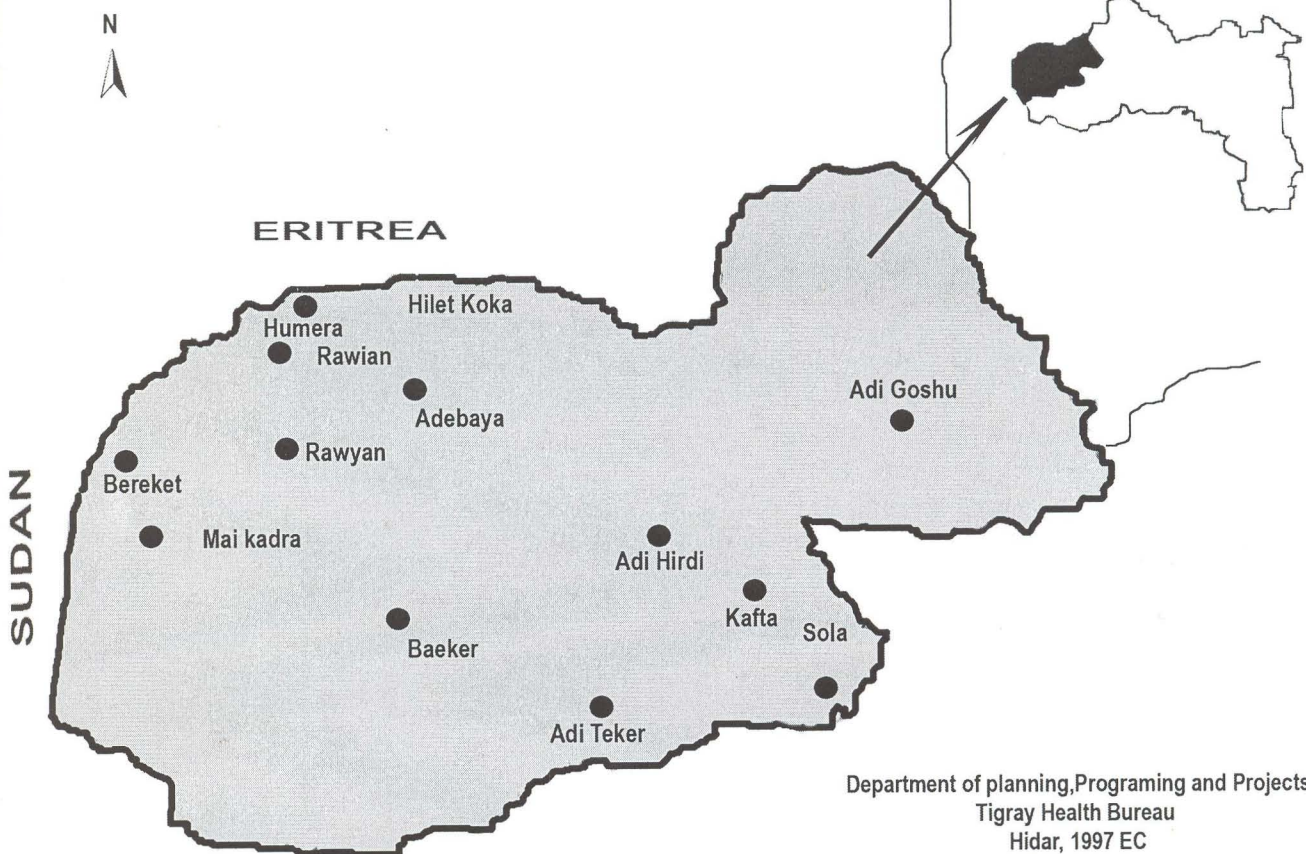 N
ERITREA
Hilet Koka
Humera
Rawian
Adi Goshu
Adebaya
Rawyan
Bereket
SUDAN
Mai kadra
Adi Hirdi
Kafta
Sola
Baeker
Adi Teker
Department of planning,Programing and Projects
Tigray Health Bureau
Hidar, 1997 EC